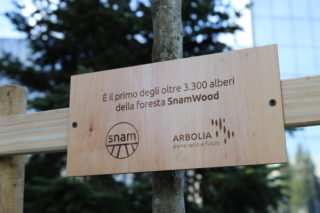 È il primo degli oltre 3.300 alberi
della foresta SnamWood
snam
ARBOLIA
diamo radici al futuro